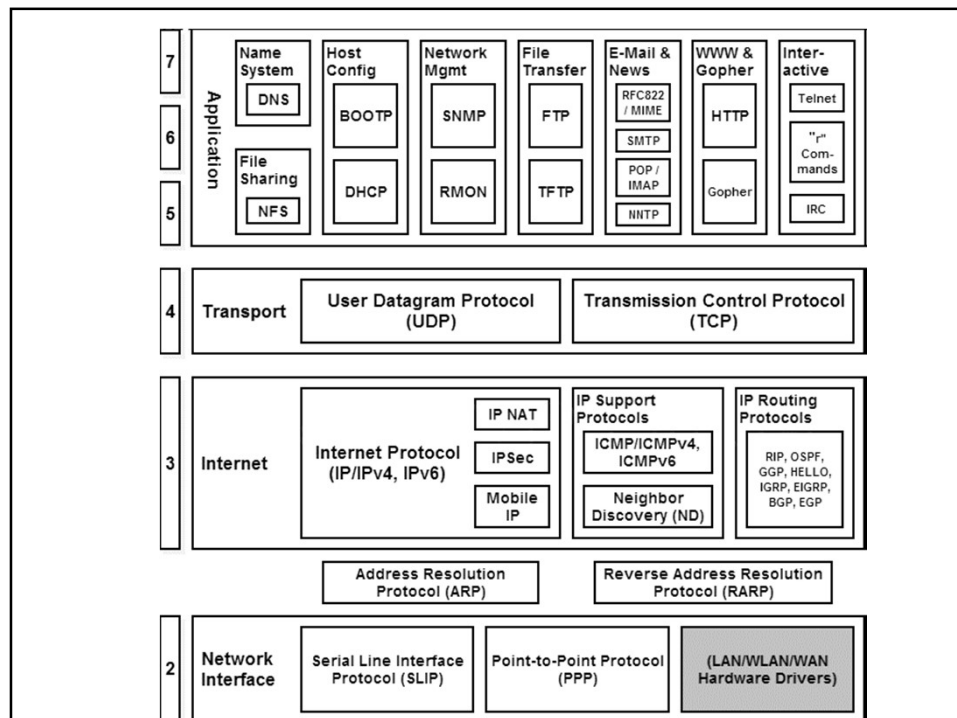 7
6
5
Application
Name
System
DNS
File
Sharing
NFS
Host
Config
BOOTP
DHCP
Network
Mgmt
SNMP
RMON
File
Transfer
FTP
TFTP
E-Mail &
News
RFC822
/ MIME
SMTP
POP /
IMAP
NNTP
WWW &
Gopher
HTTP
Gopher
Inter-
active
Telnet
"r"
Com-
mands
IRC
4
Transport
User Datagram Protocol
(UDP)
Transmission Control Protocol
(TCP)
3
Internet
Internet Protocol
(IP/IPv4, IPv6)
IP NAT
IPSec
Mobile
IP
IP Support
Protocols
ICMP/ICMPv4,
ICMPv6
Neighbor
Discovery (ND)
IP Routing
Protocols
RIP, OSPF,
GGP, HELLO,
IGRP, EIGRP,
BGP, EGP
Address Resolution
Protocol (ARP)
Reverse Address Resolution
Protocol (RARP)
2
Network
Interface
Serial Line Interface
Protocol (SLIP)
Point-to-Point Protocol
(PPP)
(LAN/WLAN/WAN
Hardware Drivers)